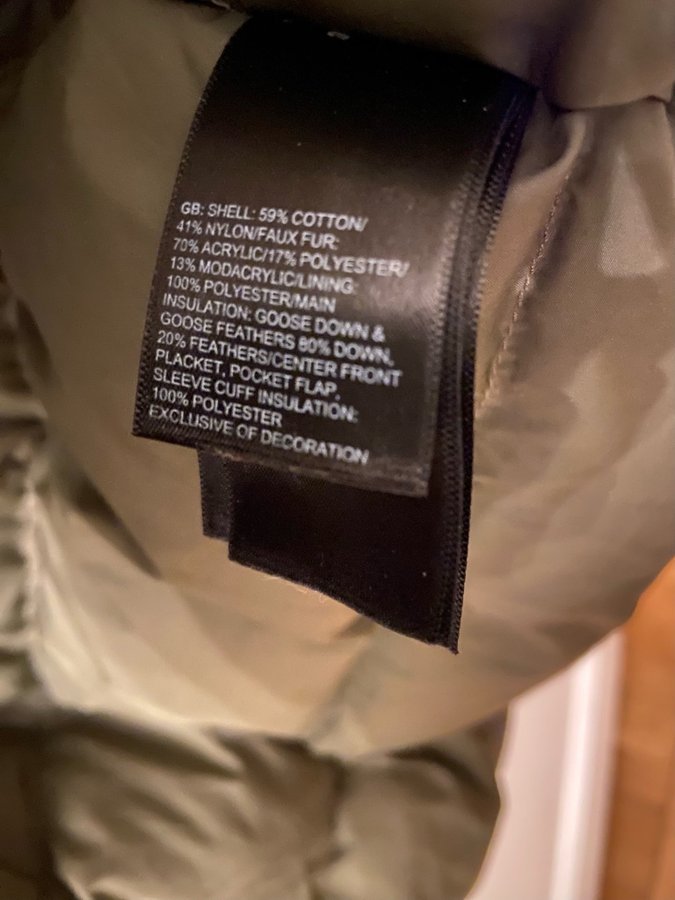 GB: SHELL: 59% COTTON/
41% NYLON/FAUX FUR:
70% ACRYLIC/17% POLYESTER/
13% MODACRYLIC/LINING:
100% POLYESTER/MAIN
INSULATION: GOOSE DOWN &
GOOSE FEATHERS 80% DOWN,
20% FEATHERS/CENTER FRONT
PLACKET, POCKET FLAP,
SLEEVE CUFF INSULATION:
100% POLYESTER
EXCLUSIVE OF DECORATION